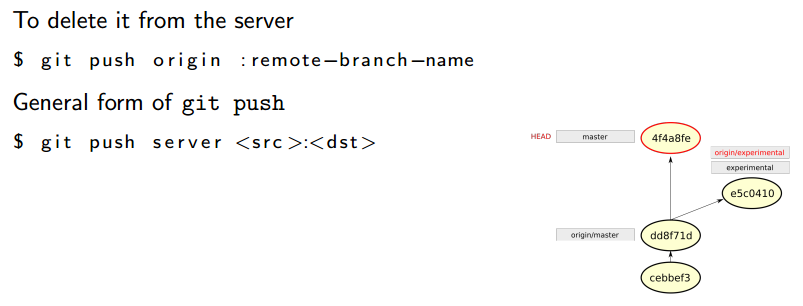 To delete it from the server
$ git push origin :remote−branch−name
General form of git push
$ git push server <src>:<dst>
HEAD
master
4f4a8fe
origin/experimental
experimental
e5c0410
origin/master
dd8f71d
cebbef3